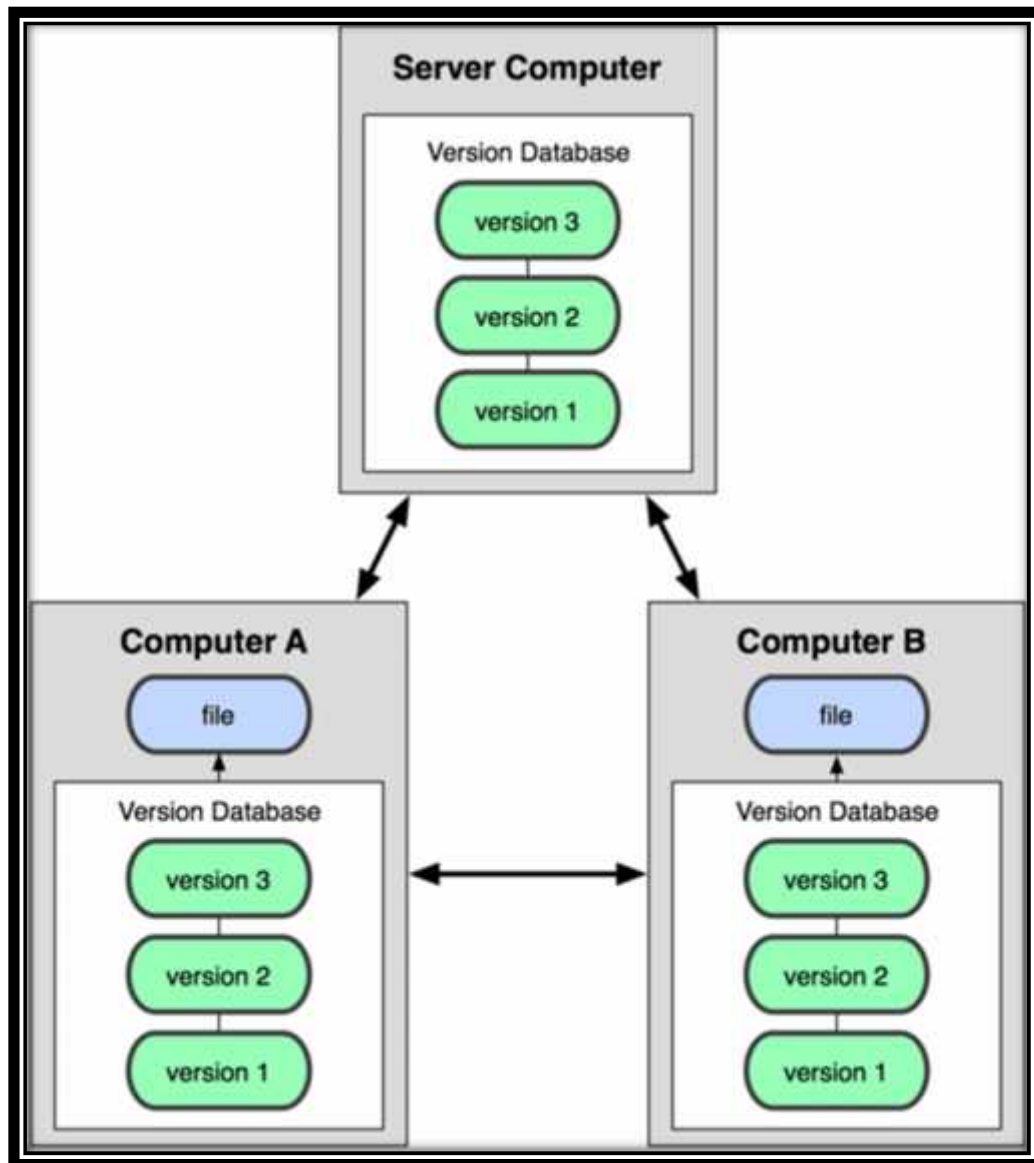 Server Computer
Version Database
version 3
version 2
version 1
Computer A
file
Version Database
version 3
version 2
version 1
Computer B
file
Version Database
version 3
version 2
version 1